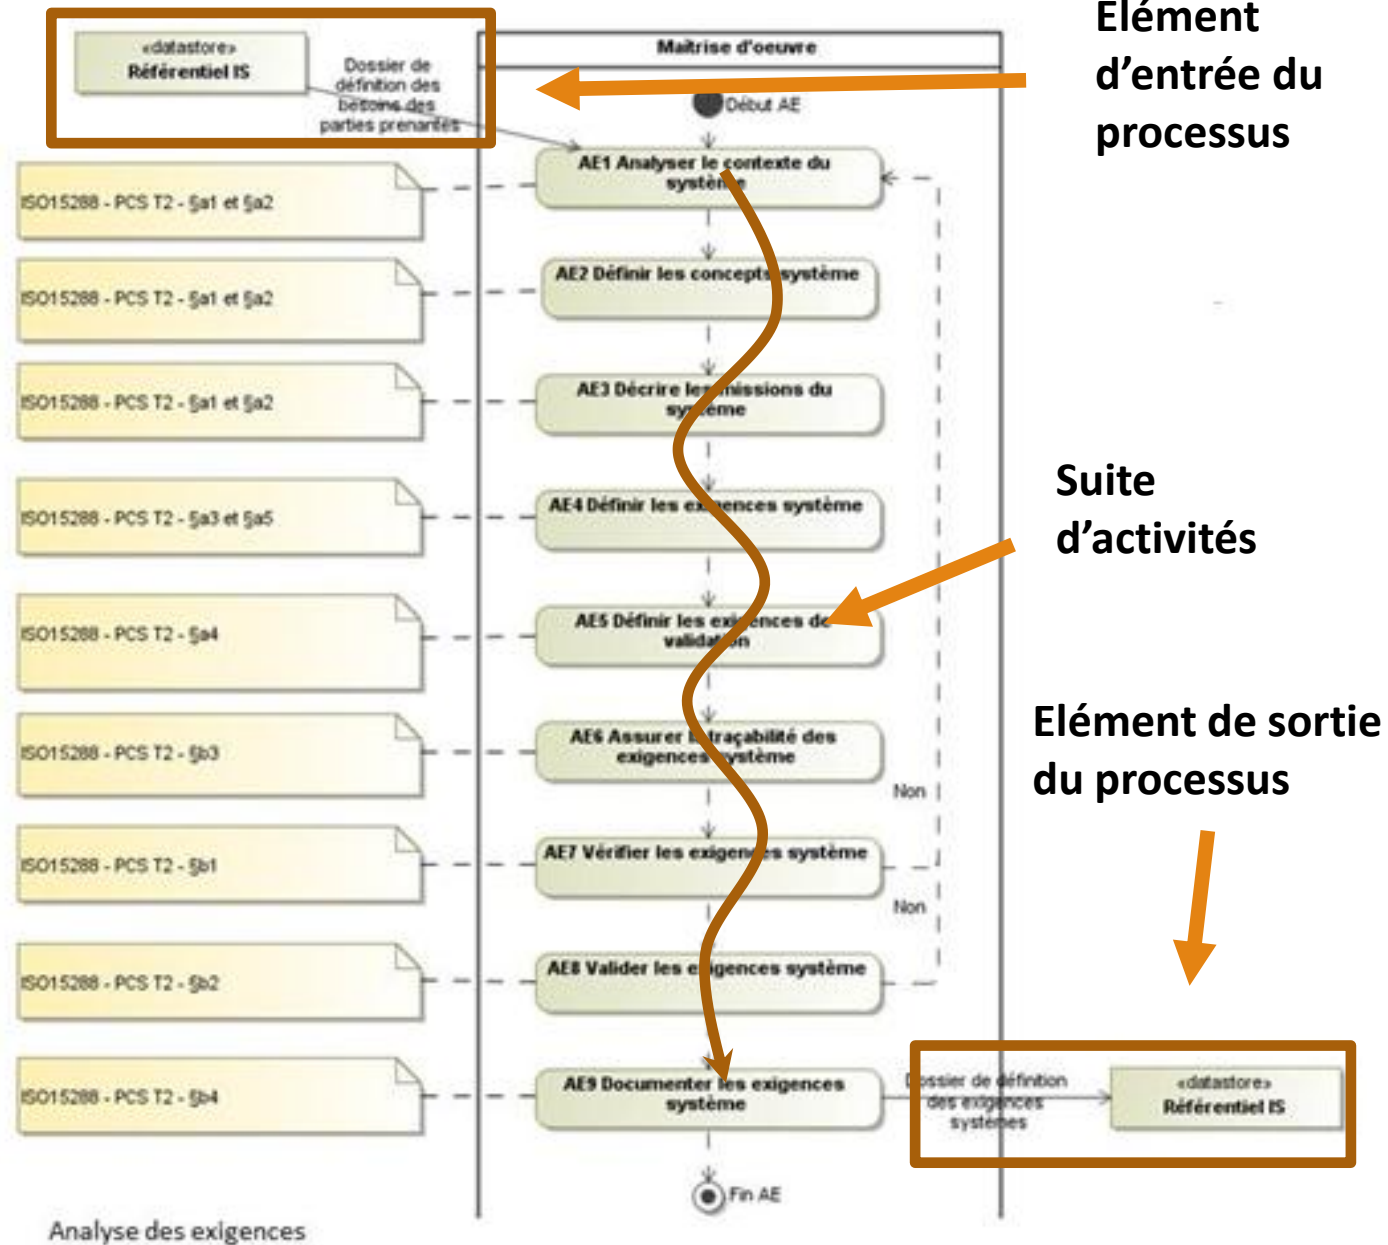 «datastore»
Référentiel IS
Dossier de
définition des
besoins des
parties prenantes
Maîtrise d'oeuvre
Début AE
Elément
d’entrée du
processus
ISO15288 - PCS T2 - §a1 et §a2
AE1 Analyser le contexte du
système
ISO15288 - PCS T2 - §a1 et §a2
AE2 Définir les concepts système
ISO15288 - PCS T2 - §a1 et §a2
AE3 Décrire les missions du
système
ISO15288 - PCS T2 - §a3 et §a5
AE4 Définir les exigences système
Suite
d’activités
ISO15288 - PCS T2 - §a4
AE5 Définir les exigences de
validation
ISO15288 - PCS T2 - §b3
AE6 Assurer la traçabilité des
exigences système
Elément de sortie
du processus
Non
ISO15288 - PCS T2 - §b1
AE7 Vérifier les exigences système
Non
ISO15288 - PCS T2 - §b2
AE8 Valider les exigences système
ISO15288 - PCS T2 - §b4
AE9 Documenter les exigences
système
Dossier de définition
des exigences
systèmes
«datastore»
Référentiel IS
Fin AE
Analyse des exigences